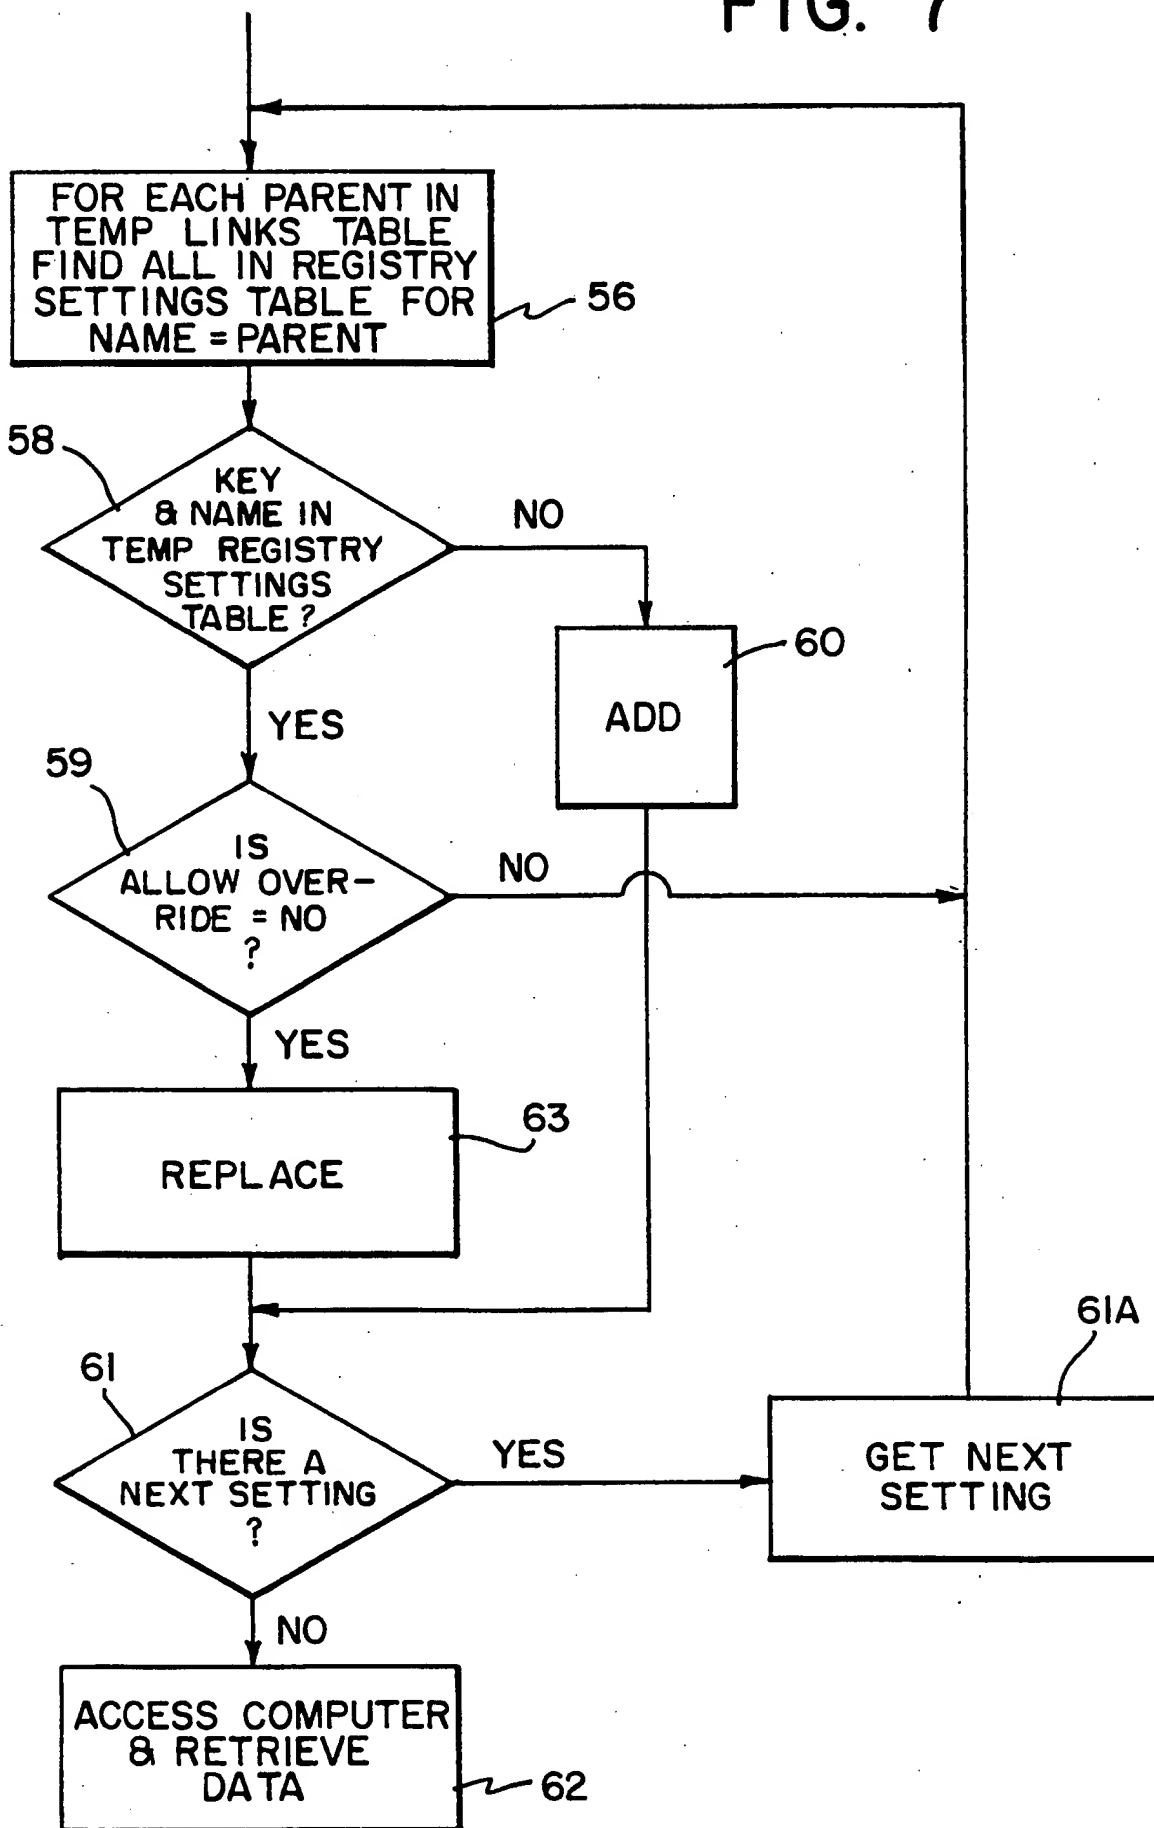 FIG. 7
FOR EACH PARENT IN
TEMP LINKS TABLE
FIND ALL IN REGISTRY
SETTINGS TABLE FOR
NAME = PARENT
56
58
KEY
& NAME IN
TEMP REGISTRY
SETTINGS
TABLE ?
NO
60
ADD
YES
59
IS
ALLOW OVER-
RIDE = NO
?
NO
YES
63
REPLACE
61A
61
IS
THERE A
NEXT SETTING
?
YES
GET NEXT
SETTING
NO
ACCESS COMPUTER
& RETRIEVE
DATA
62